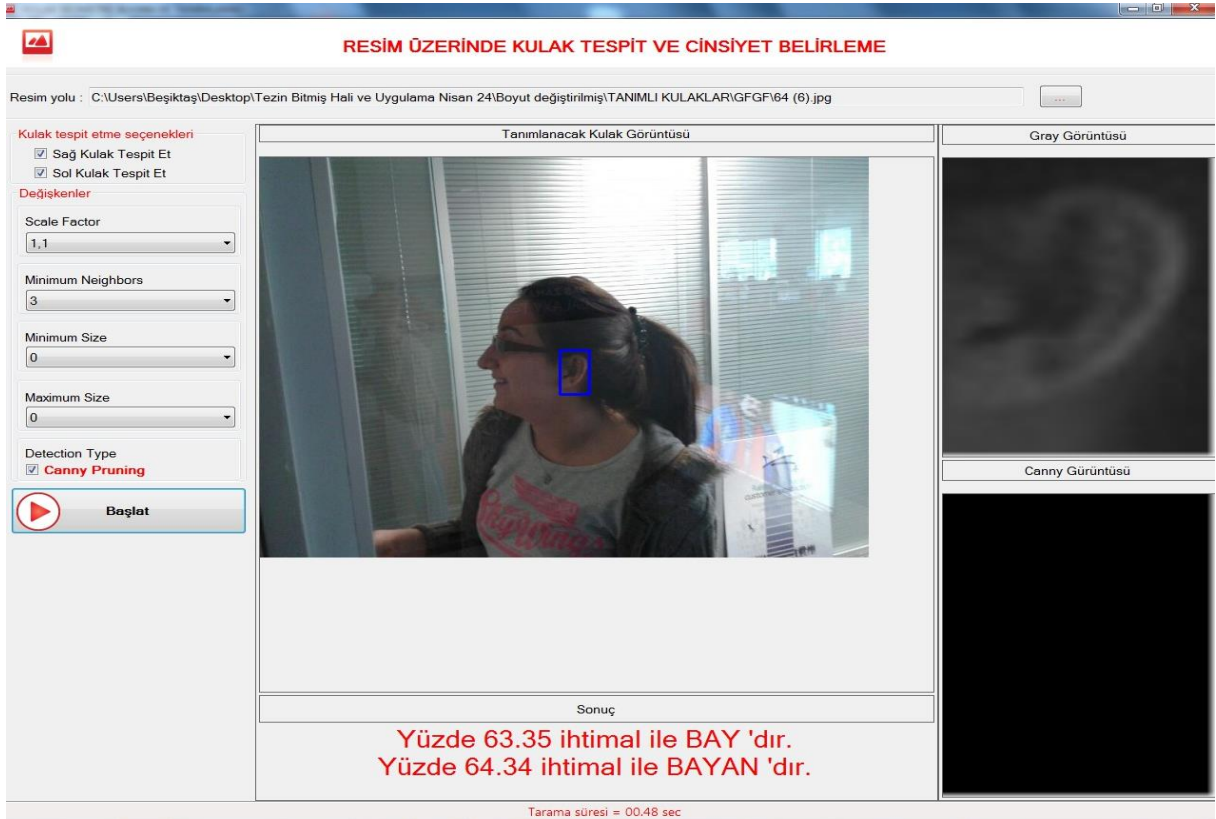 RESİM ÜZERİNDE KULAK TESPİT VE CİNSİYET BELİRLEME
Resim yolu : C:\Users\Beşiktaş\Desktop\Tezin Bitmiş Hali ve Uygulama Nisan 24\Boyut değiştirilmiş\TANIMLI KULAKLAR\GFGF\64 (6).jpg
...
Kulak tespit etme seçenekleri
Sağ Kulak Tespit Et
Sol Kulak Tespit Et
Değişkenler
Scale Factor
1,1
Minimum Neighbors
3
Minimum Size
0
Maximum Size
0
Detection Type
Canny Pruning
Başlat
Tanımlanacak Kulak Görüntüsü
Gray Görüntüsü
Canny Gürüntüsü
Sonuç
Yüzde 63.35 ihtimal ile BAY 'dır.
Yüzde 64.34 ihtimal ile BAYAN 'dır.
Tarama süresi = 00.48 sec